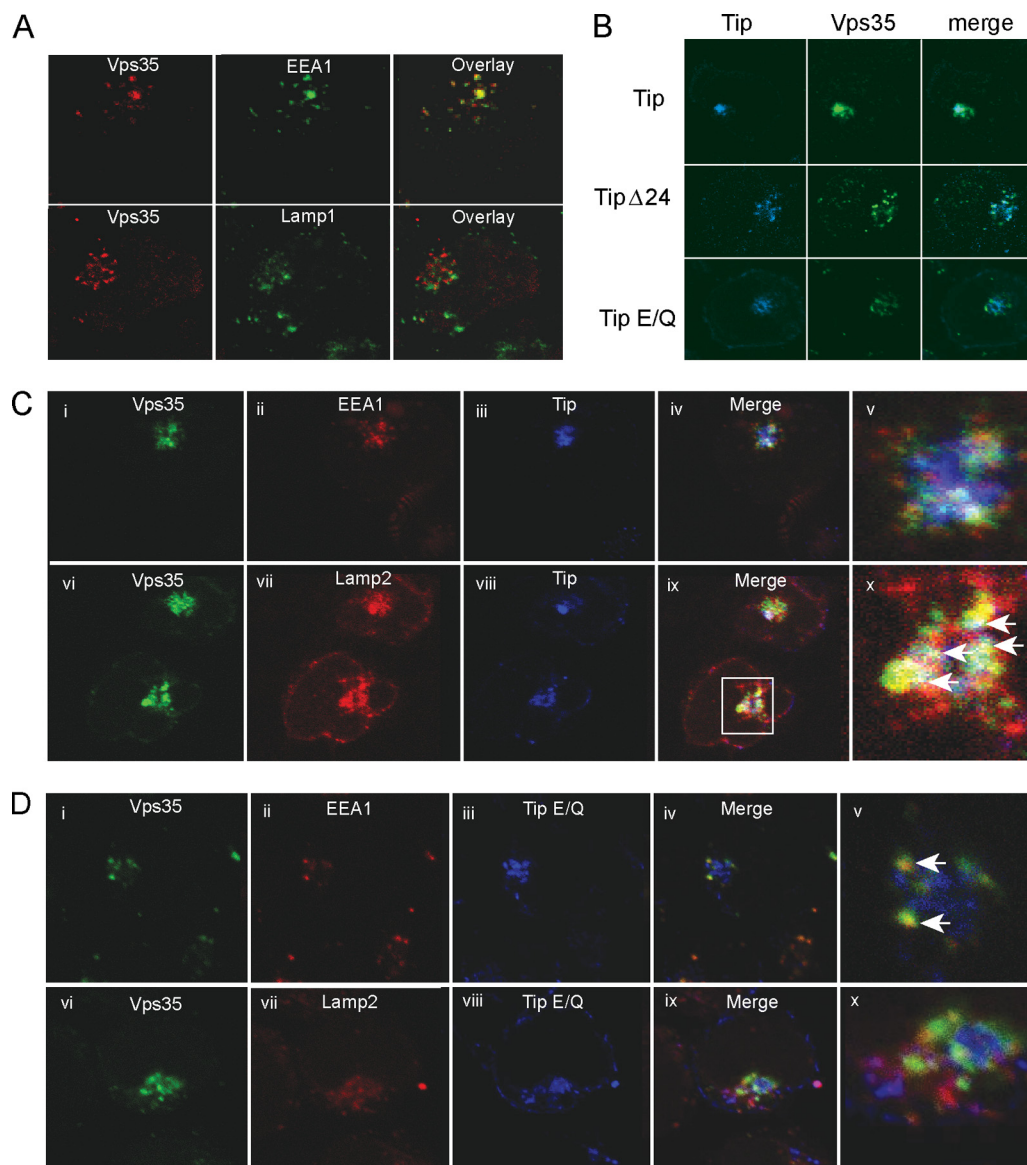 A
Vps35 EEA1 Overlay
Vps35 Lamp1 Overlay
B
Tip Vps35 merge
Tip
Tip Δ24
Tip E/Q
C
i Vps35 ii EEA1 iii Tip iv Merge v
vi Vps35 vii Lamp2 viii Tip ix Merge x
D
i Vps35 ii EEA1 iii Tip E/Q iv Merge v
vi Vps35 vii Lamp2 viii Tip E/Q ix Merge x